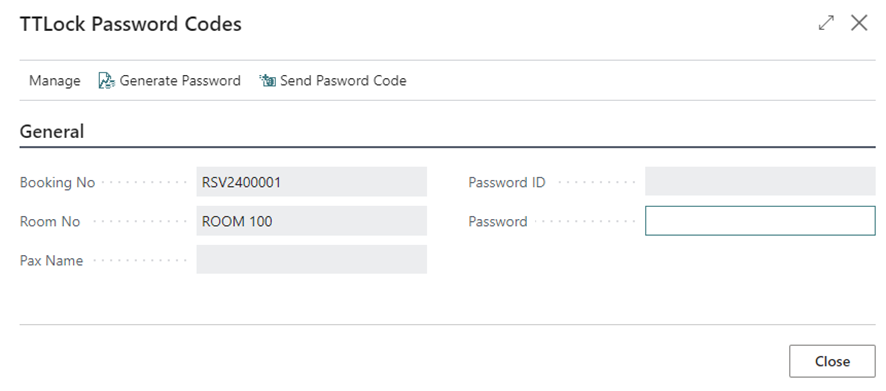 TTLock Password Codes
Manage Generate Password Send Pasword Code
General
Booking No RSV2400001 Password ID
Room No ROOM 100 Password
Pax Name
Close